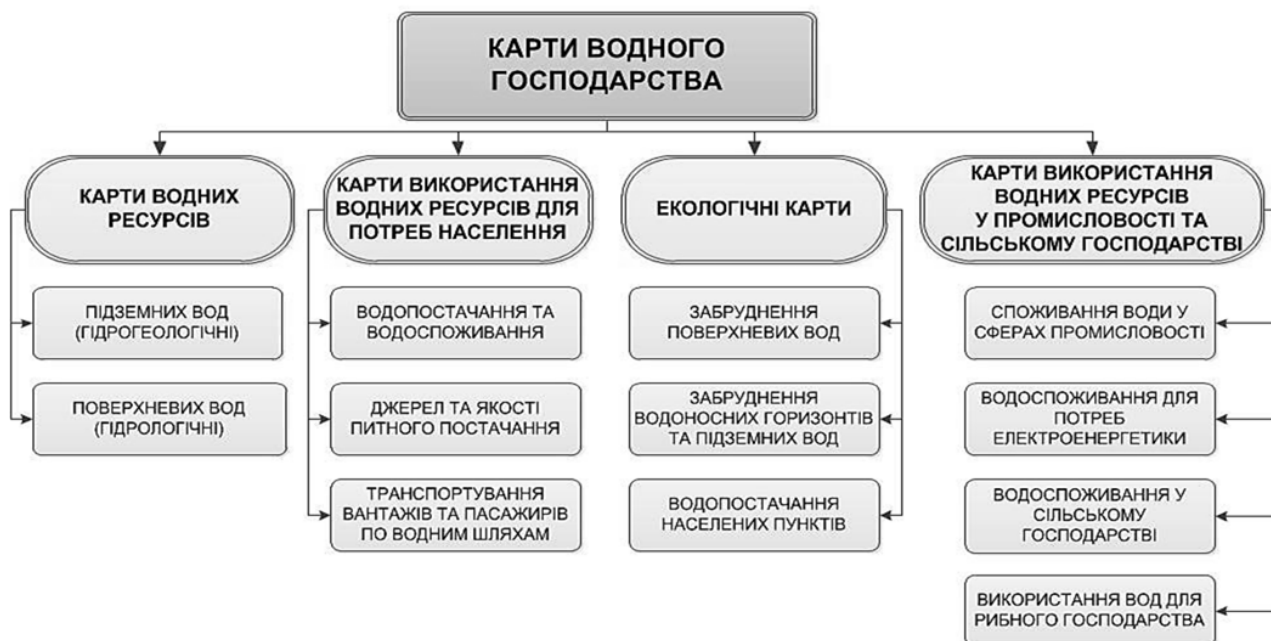 КАРТИ ВОДНОГО
ГОСПОДАРСТВА
КАРТИ ВОДНИХ
РЕСУРСІВ
ПІДЗЕМНИХ ВОД
(ГІДРОГЕОЛОГІЧНІ)
ПОВЕРХНЕВИХ ВОД
(ГІДРОЛОГІЧНІ)
КАРТИ ВИКОРИСТАННЯ
ВОДНИХ РЕСУРСІВ ДЛЯ
ПОТРЕБ НАСЕЛЕННЯ
ВОДОПОСТАЧАННЯ ТА
ВОДОСПОЖИВАННЯ
ДЖЕРЕЛ ТА ЯКОСТІ
ПИТНОГО ПОСТАЧАННЯ
ТРАНСПОРТУВАННЯ
ВАНТАЖІВ ТА ПАСАЖИРІВ
ПО ВОДНИМ ШЛЯХАМ
ЕКОЛОГІЧНІ КАРТИ
ЗАБРУДНЕННЯ
ПОВЕРХНЕВИХ ВОД
ЗАБРУДНЕННЯ
ВОДОНОСНИХ ГОРИЗОНТІВ
ТА ПІДЗЕМНИХ ВОД
ВОДОПОСТАЧАННЯ
НАСЕЛЕНИХ ПУНКТІВ
КАРТИ ВИКОРИСТАННЯ
ВОДНИХ РЕСУРСІВ
У ПРОМИСЛОВОСТІ ТА
СІЛЬСЬКОМУ ГОСПОДАРСТВІ
СПОЖИВАННЯ ВОДИ У
СФЕРАХ ПРОМИСЛОВОСТІ
ВОДОСПОЖИВАННЯ ДЛЯ
ПОТРЕБ
ЕЛЕКТРОЕНЕРГЕТИКИ
ВОДОСПОЖИВАННЯ У
СІЛЬСЬКОМУ
ГОСПОДАРСТВІ
ВИКОРИСТАННЯ ВОД ДЛЯ
РИБНОГО ГОСПОДАРСТВА